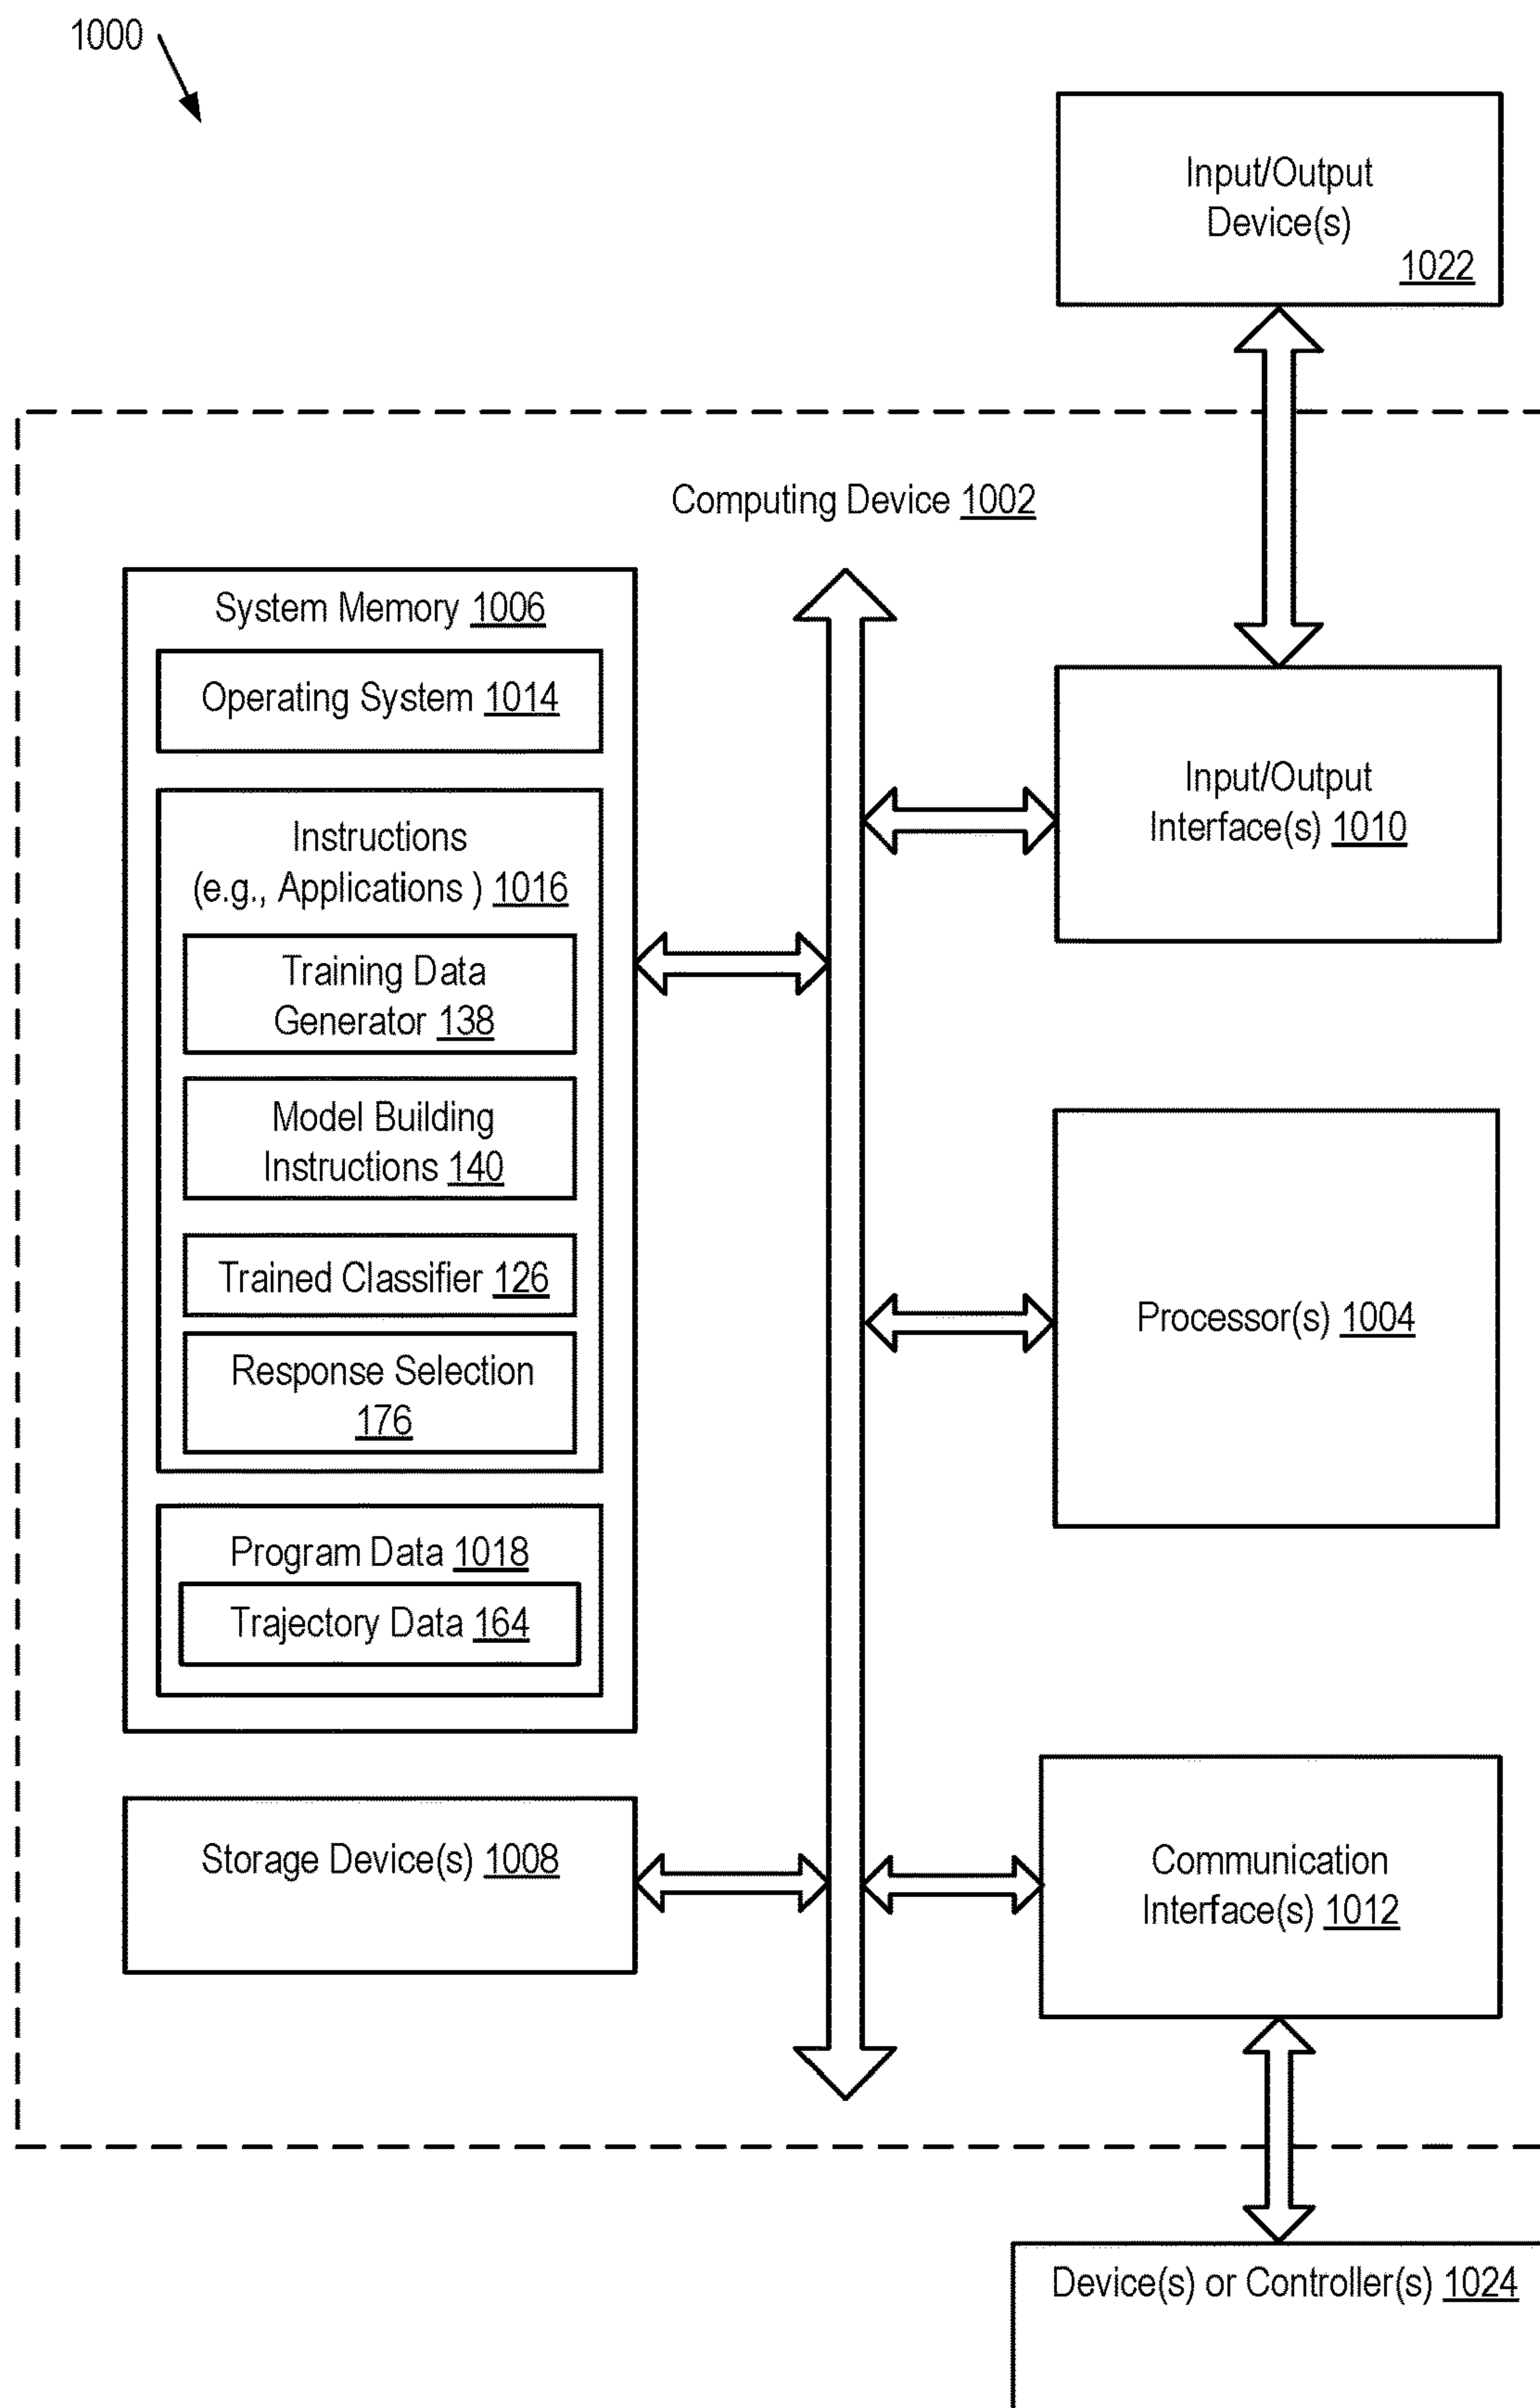 1000
Input/Output
Device(s)
1022
Computing Device 1002
System Memory 1006
Operating System 1014
Instructions
(e.g., Applications ) 1016
Training Data
Generator 138
Model Building
Instructions 140
Trained Classifier 126
Response Selection
176
Program Data 1018
Trajectory Data 164
Storage Device(s) 1008
Input/Output
Interface(s) 1010
Processor(s) 1004
Communication
Interface(s) 1012
Device(s) or Controller(s) 1024